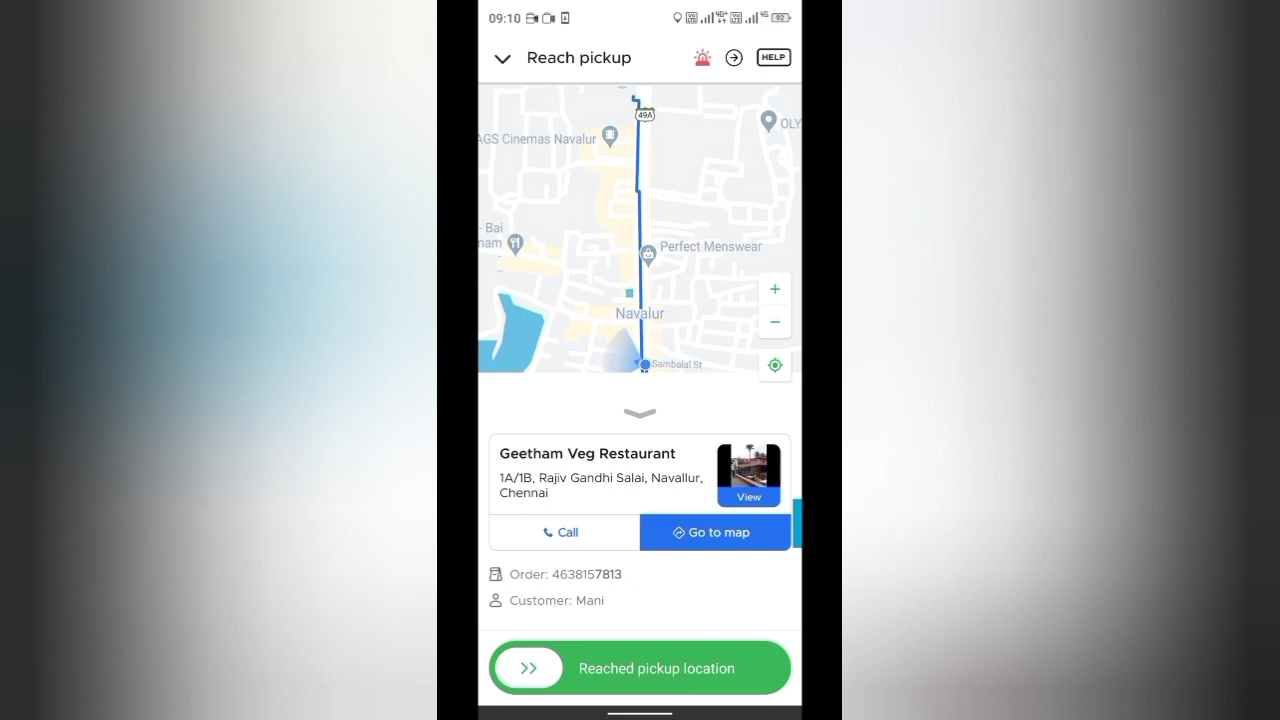 09:10
92
Reach pickup
HELP
49A
AGS Cinemas Navalur
OLY
- Bai
nam
Perfect Menswear
Navalur
Sambalal St
Geetham Veg Restaurant
1A/1B, Rajiv Gandhi Salai, Navallur,
Chennai
View
Call
Go to map
Order: 4638157813
Customer: Mani
Reached pickup location